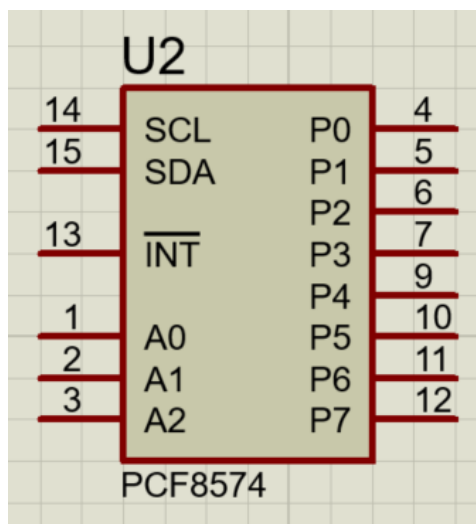 U2
14 SCL P0 4
15 SDA P1 5
P2 6
13 INT P3 7
P4 9
1 A0 P5 10
2 A1 P6 11
3 A2 P7 12
PCF8574